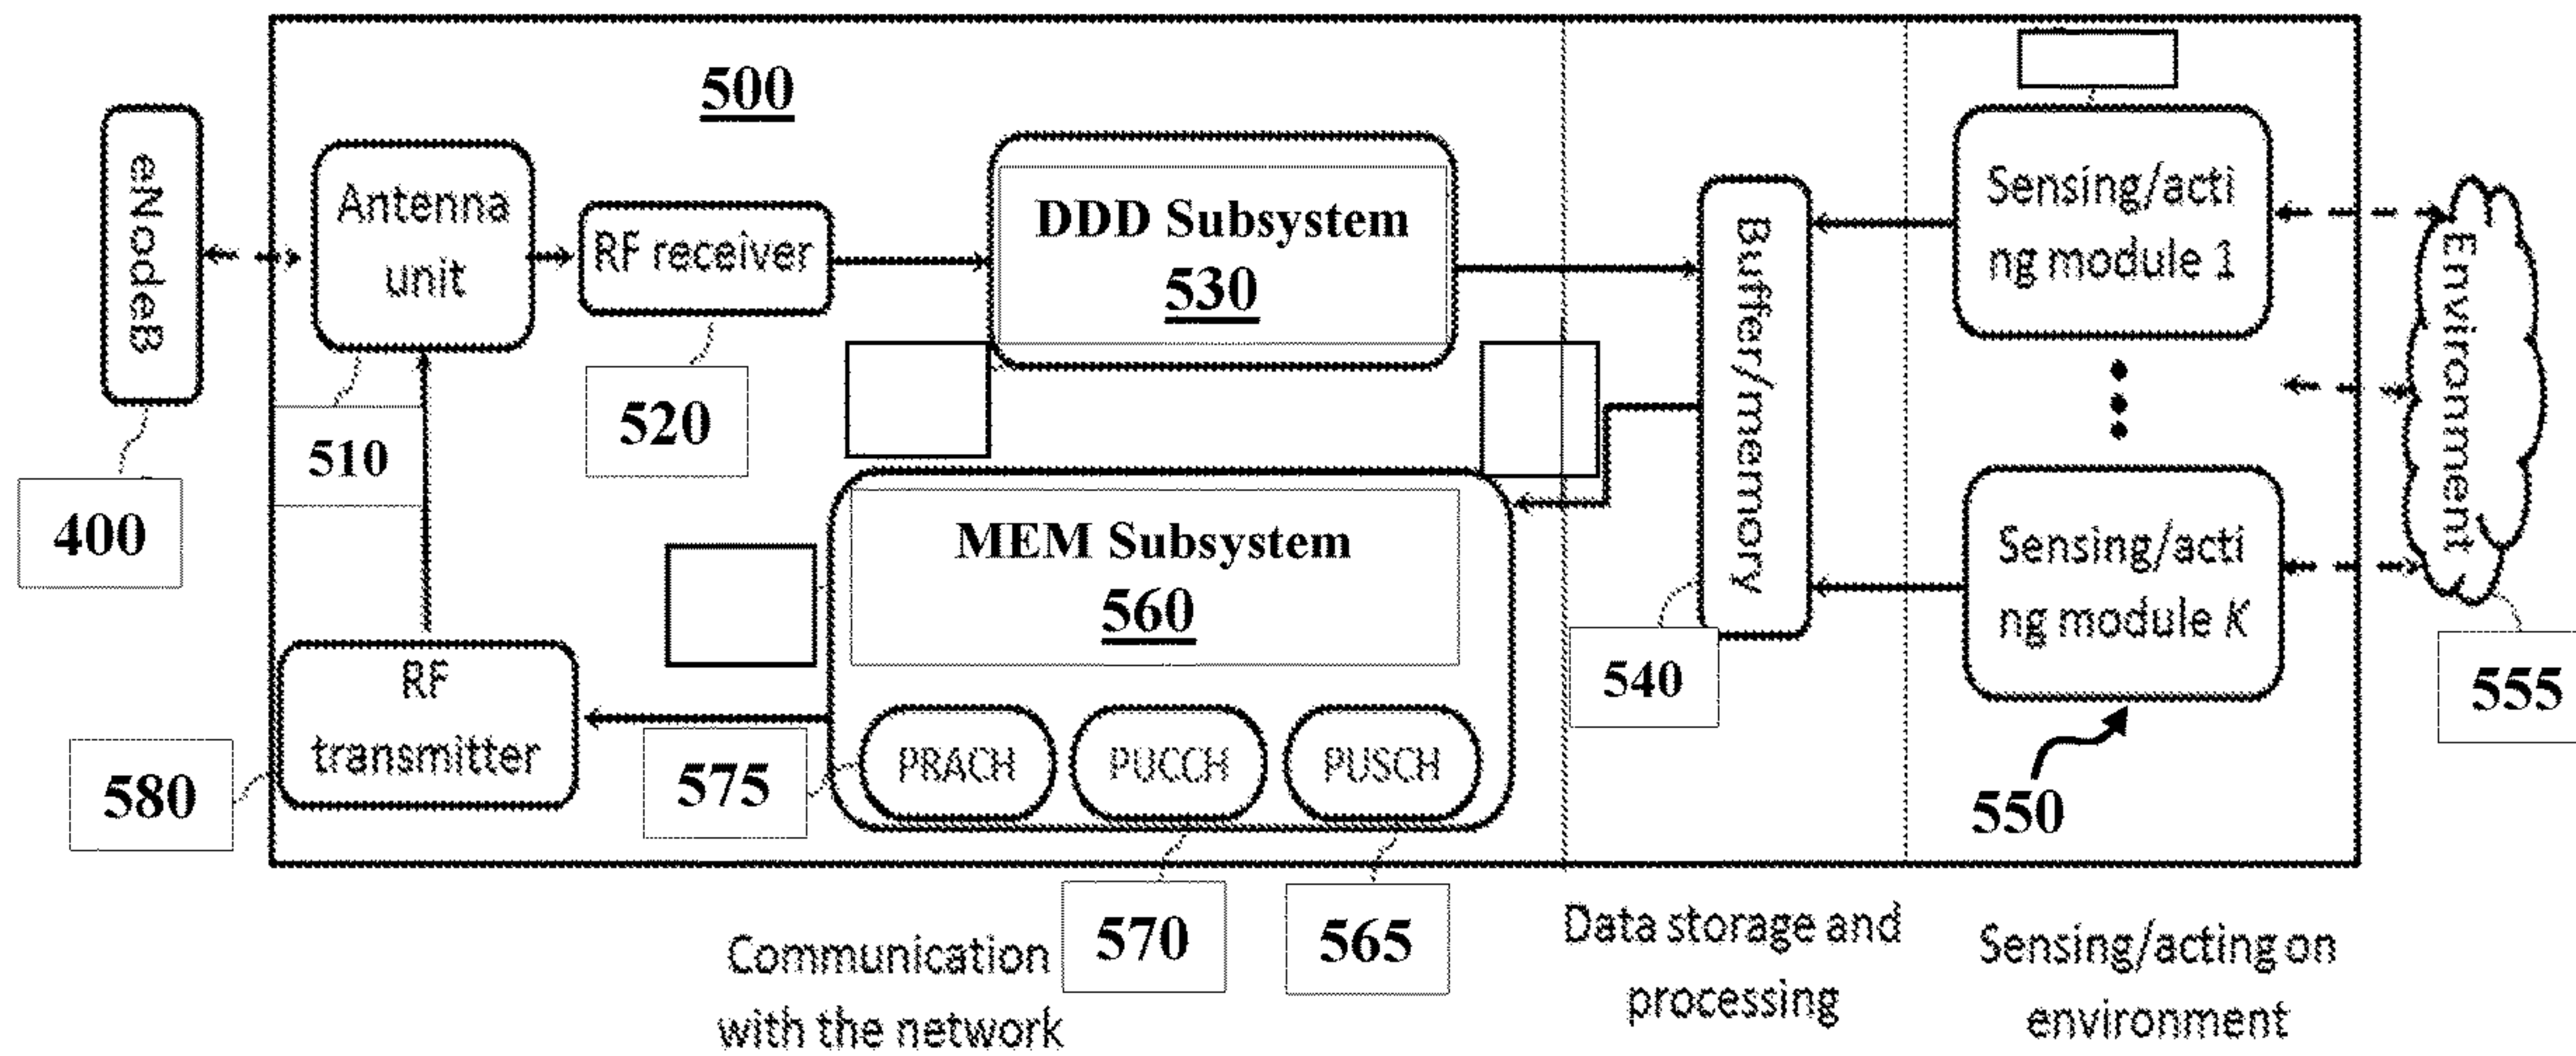 500
eNodeB
400
Antenna
unit
510
RF receiver
520
DDD Subsystem
530
Buffer/memory
540
Sensing/acti
ng module 1
Sensing/acti
ng module K
550
Environment
555
MEM Subsystem
560
PRACH
PUCCH
PUSCH
575
570
565
RF
transmitter
580
Communication
with the network
Data storage and
processing
Sensing/acting on
environment